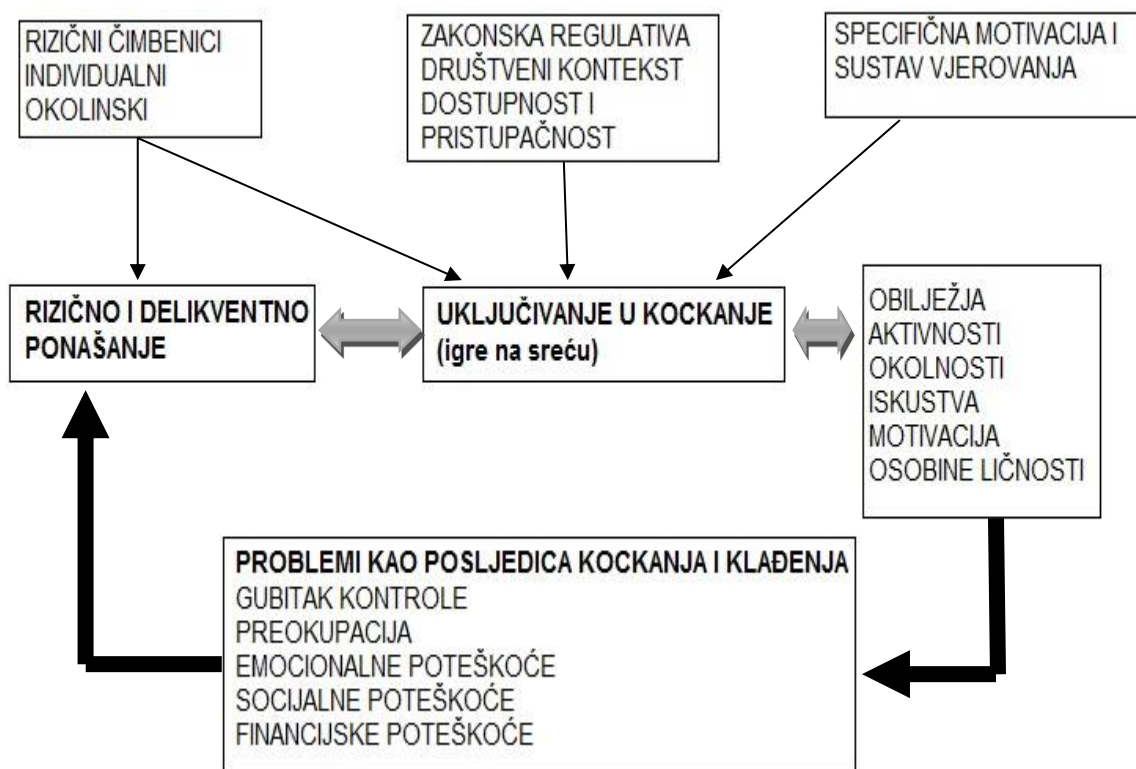 RIZIČNI ČIMBENICI
INDIVIDUALNI
OKOLINSKI
ZAKONSKA REGULATIVA
DRUŠTVENI KONTEKST
DOSTUPNOST I
PRISTUPAČNOST
SPECIFIČNA MOTIVACIJA I
SUSTAV VJEROVANJA
RIZIČNO I DELIKVENTNO
PONAŠANJE
UKLJUČIVANJE U KOCKANJE
(igre na sreću)
OBILJEŽJA
AKTIVNOSTI
OKOLNOSTI
ISKUSTVA
MOTIVACIJA
OSOBINE LIČNOSTI
PROBLEMI KAO POSLJEDICA KOCKANJA I KLAĐENJA
GUBITAK KONTROLE
PREOKUPACIJA
EMOCIONALNE POTEŠKOĆE
SOCIJALNE POTEŠKOĆE
FINANCIJSKE POTEŠKOĆE